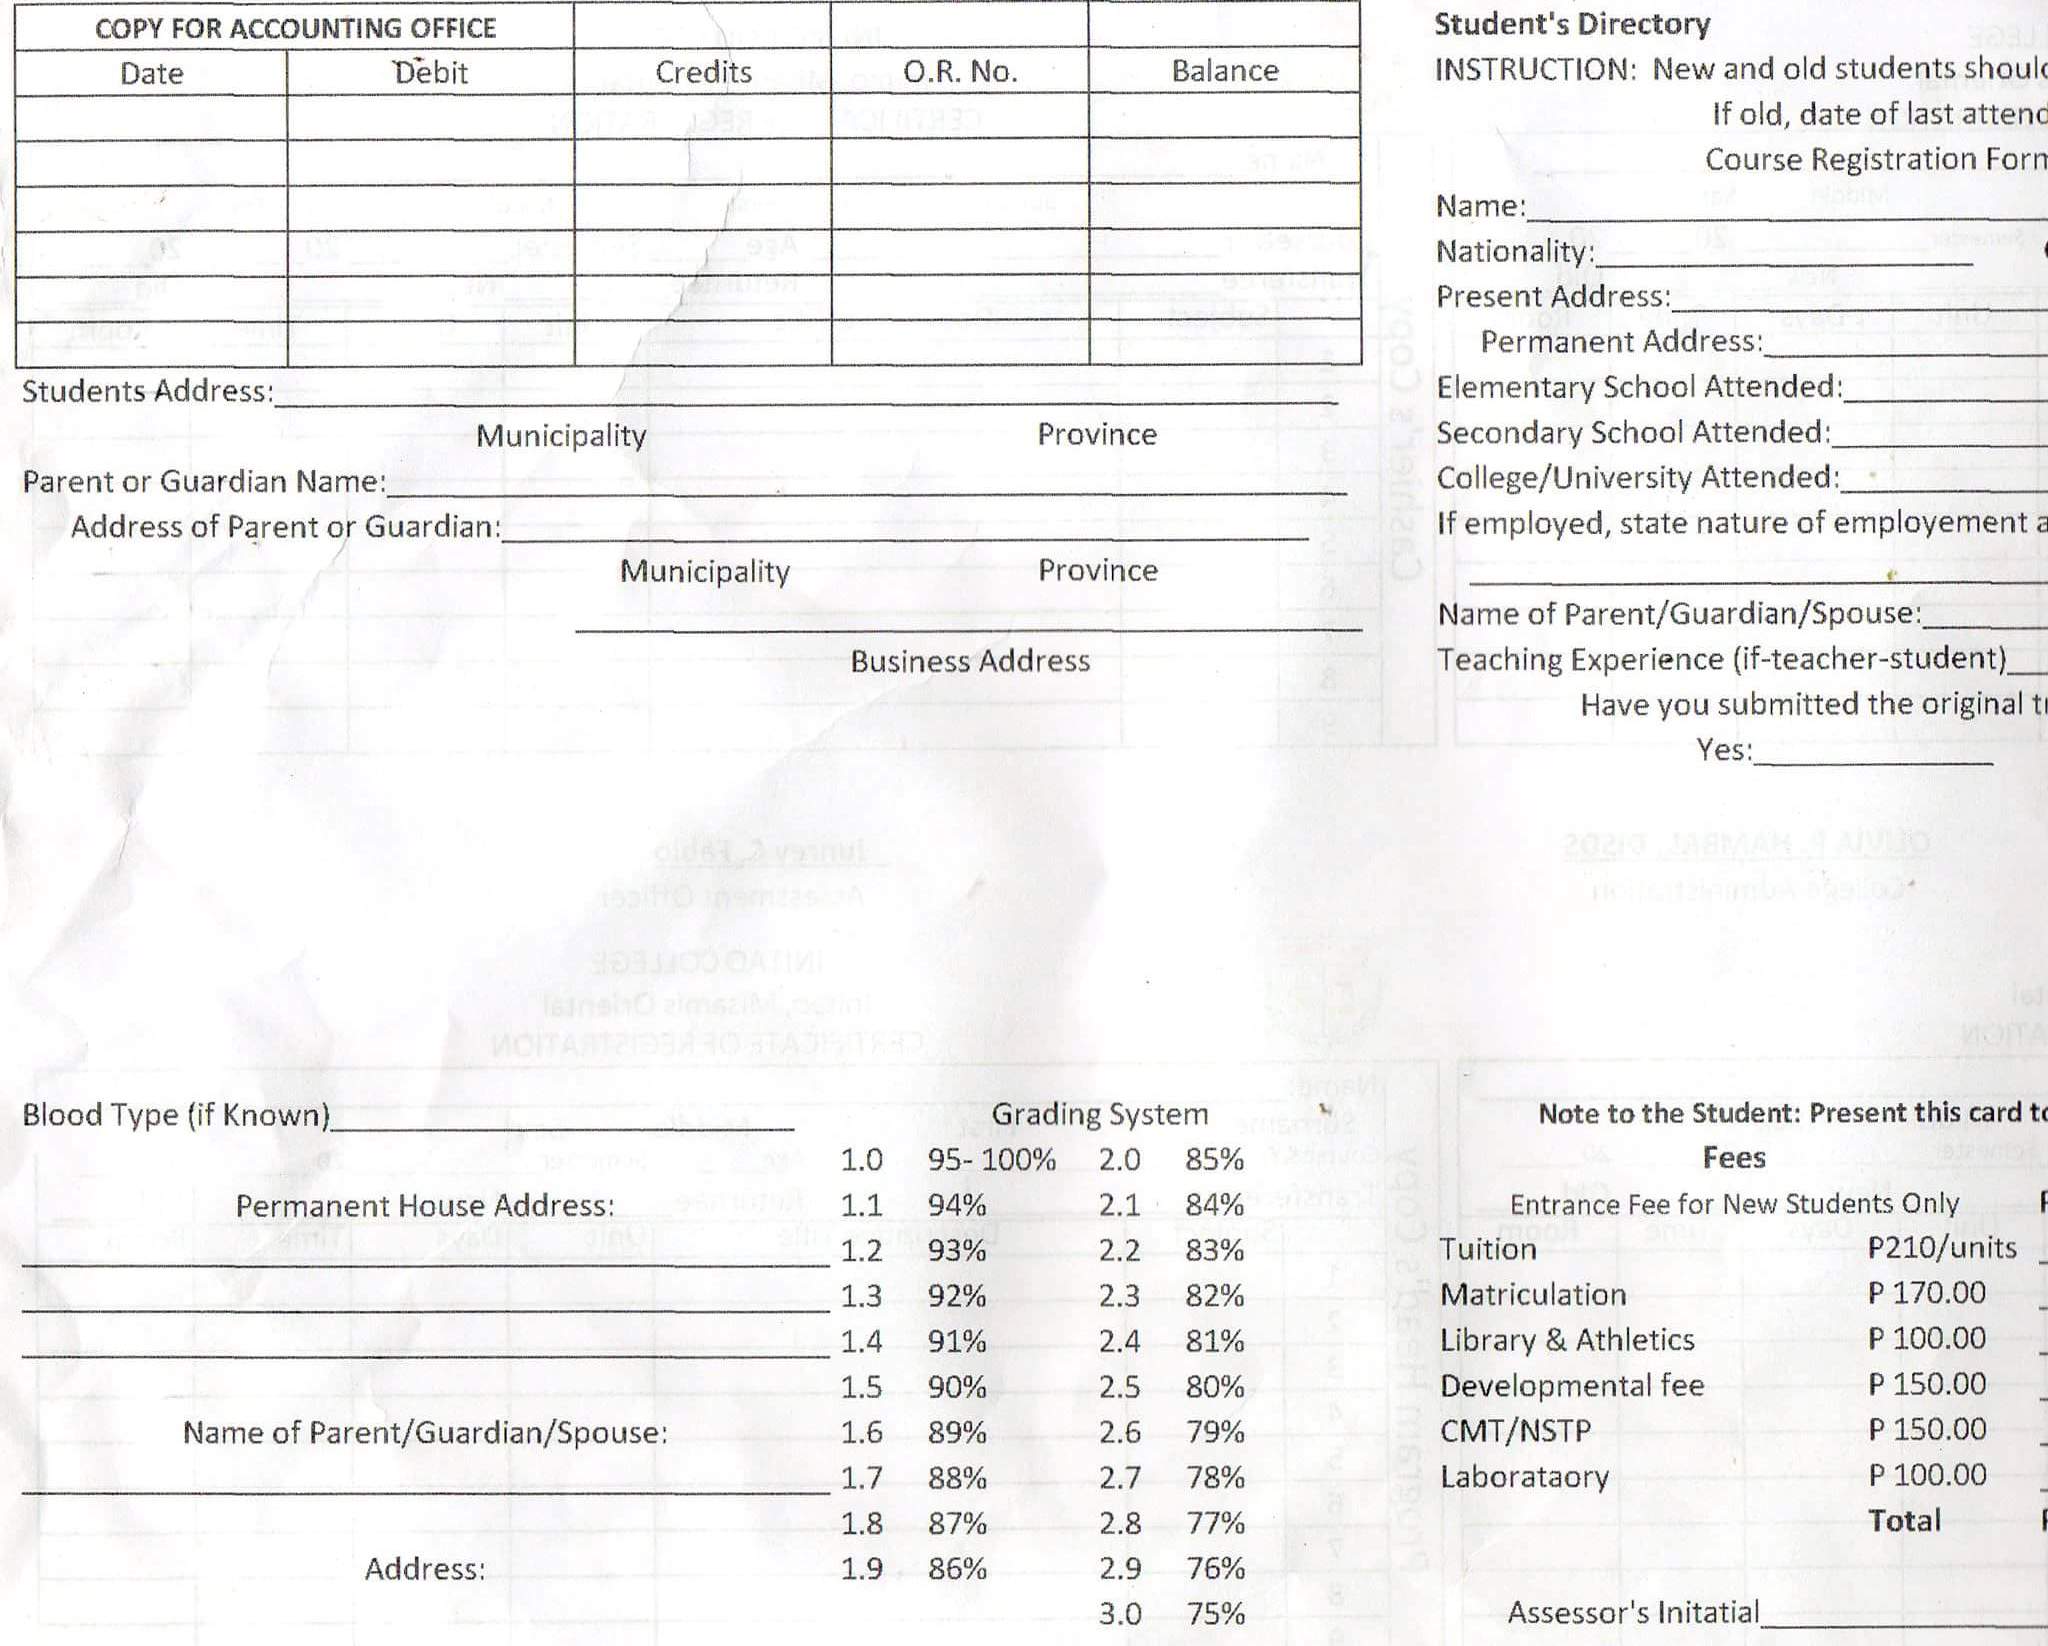 COPY FOR ACCOUNTING OFFICE
Date Debit Credits O.R. No. Balance
Students Address:
Municipality Province
Parent or Guardian Name:
Address of Parent or Guardian:
Municipality Province
Business Address
Student's Directory
INSTRUCTION: New and old students should
If old, date of last attend
Course Registration Form
Name:
Nationality:
Present Address:
Permanent Address:
Elementary School Attended:
Secondary School Attended:
College/University Attended:
If employed, state nature of employement a
Name of Parent/Guardian/Spouse:
Teaching Experience (if-teacher-student)
Have you submitted the original tr
Yes:
Blood Type (if Known)
Permanent House Address:
Name of Parent/Guardian/Spouse:
Address:
Grading System
1.0 95- 100% 2.0 85%
1.1 94% 2.1 84%
1.2 93% 2.2 83%
1.3 92% 2.3 82%
1.4 91% 2.4 81%
1.5 90% 2.5 80%
1.6 89% 2.6 79%
1.7 88% 2.7 78%
1.8 87% 2.8 77%
1.9 86% 2.9 76%
3.0 75%
Note to the Student: Present this card to
Fees
Entrance Fee for New Students Only
Tuition P210/units
Matriculation P 170.00
Library & Athletics P 100.00
Developmental fee P 150.00
CMT/NSTP P 150.00
Laborataory P 100.00
Total
Assessor's Initatial